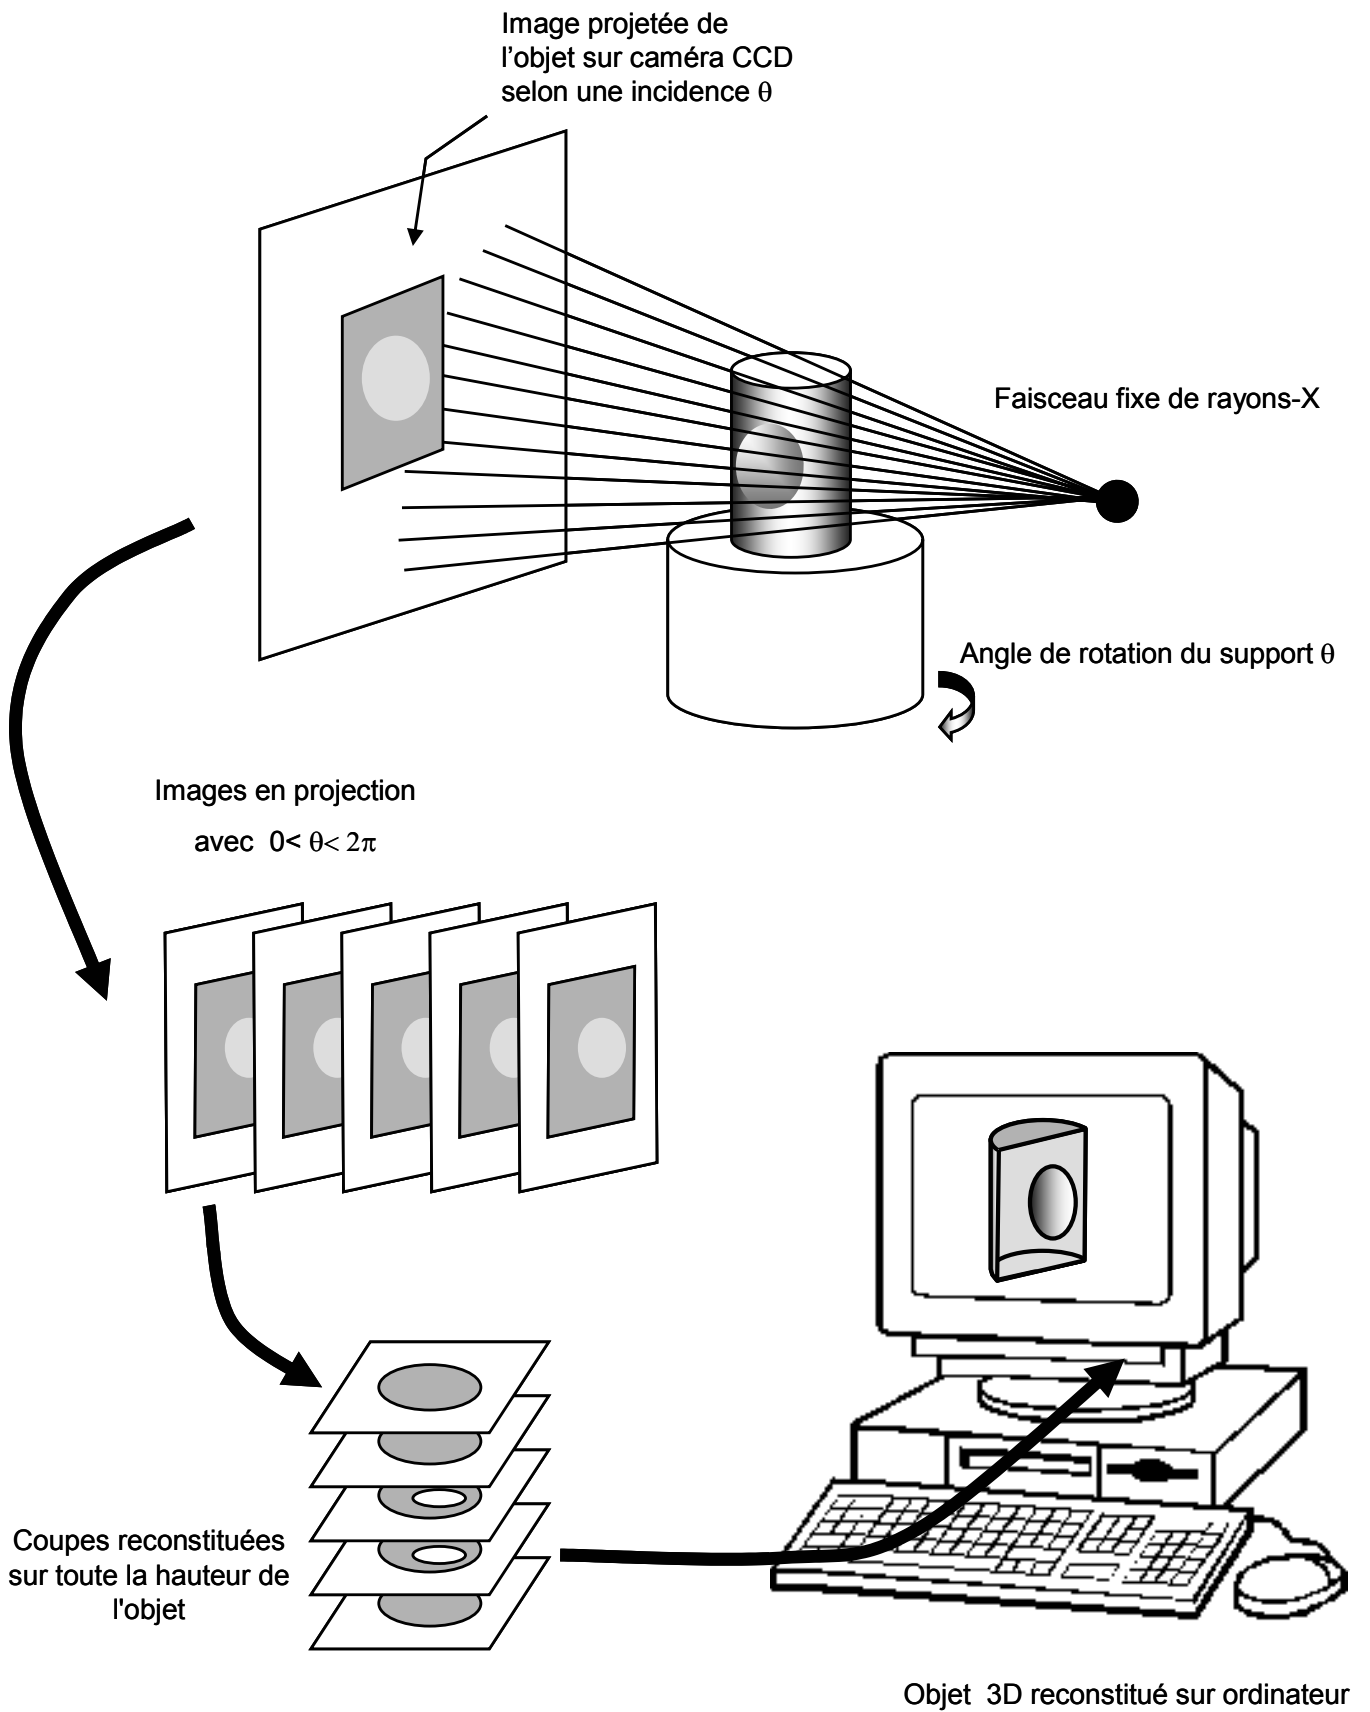 Image projetée de
l'objet sur caméra CCD
selon une incidence θ
Faisceau fixe de rayons-X
Angle de rotation du support θ
Images en projection
avec 0< θ< 2π
Coupes reconstituées
sur toute la hauteur de
l'objet
Objet 3D reconstitué sur ordinateur